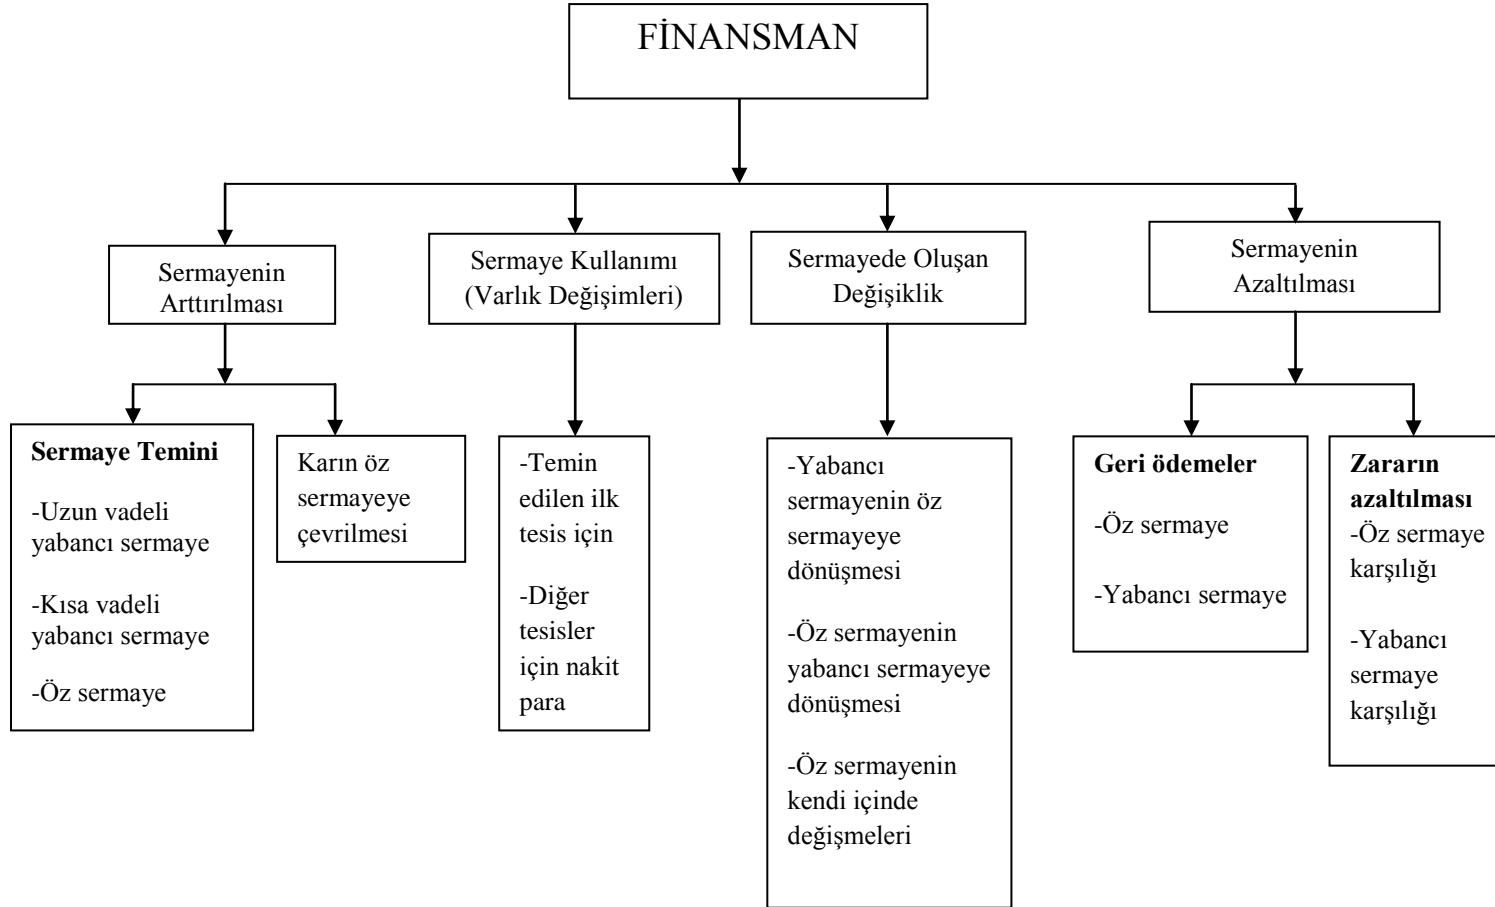 FİNANSMAN
Sermayenin
Arttırılması
Sermaye Kullanımı
(Varlık Değişimleri)
Sermayede Oluşan
Değişiklik
Sermayenin
Azaltılması
Sermaye Temini
-Uzun vadeli
yabancı sermaye
-Kısa vadeli
yabancı sermaye
-Öz sermaye
Karın öz
sermayeye
çevrilmesi
-Temin
edilen ilk
tesis için
-Diğer
tesisler
için nakit
para
-Yabancı
sermayenin öz
sermayeye
dönüşmesi
-Öz sermayenin
yabancı sermayeye
dönüşmesi
-Öz sermayenin
kendi içinde
değişmeleri
Geri ödemeler
-Öz sermaye
-Yabancı sermaye
Zararın
azaltılması
-Öz sermaye
karşılığı
-Yabancı
sermaye
karşılığı